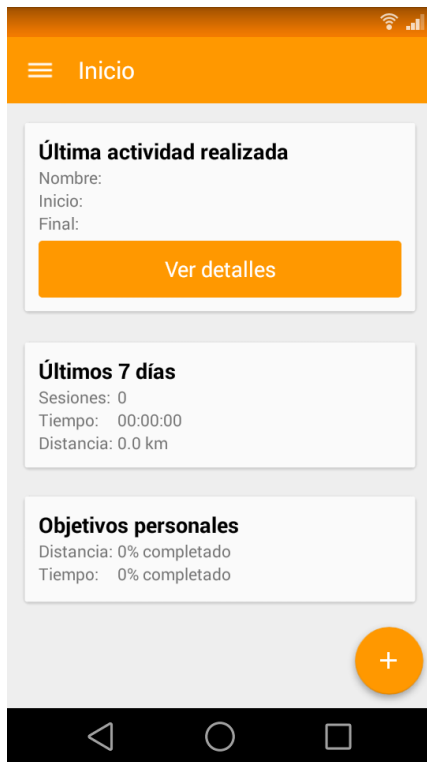 Inicio
Última actividad realizada
Nombre:
Inicio:
Final:
Ver detalles
Últimos 7 días
Sesiones: 0
Tiempo: 00:00:00
Distancia: 0.0 km
Objetivos personales
Distancia: 0% completado
Tiempo: 0% completado
+